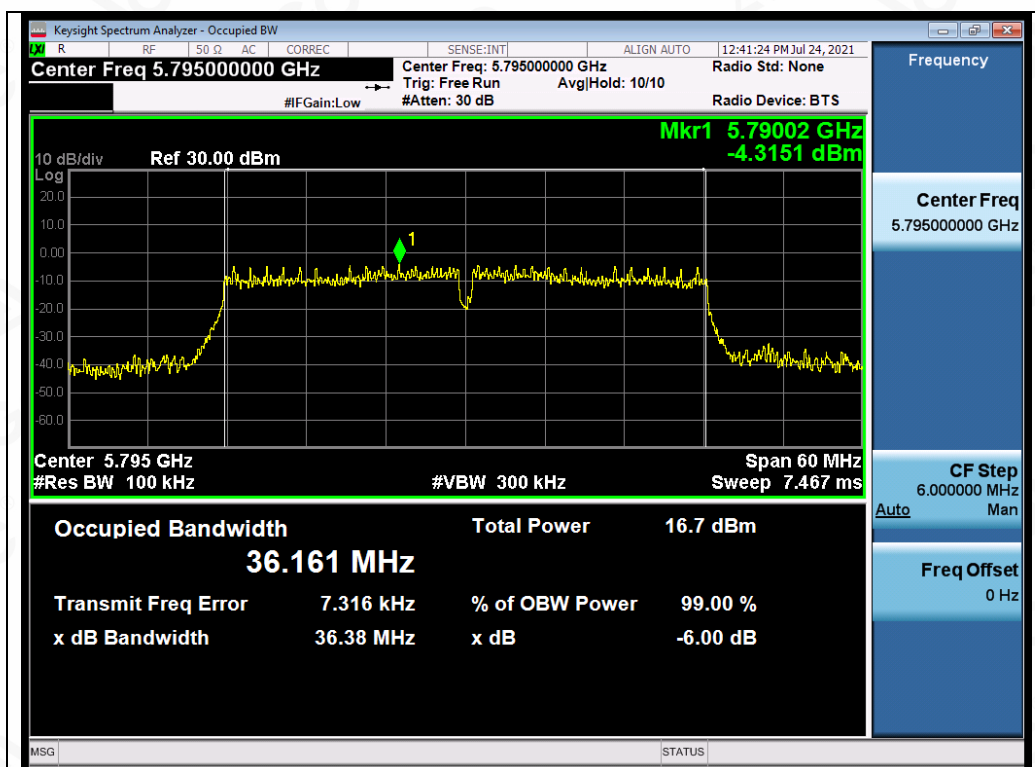 Keysight Spectrum Analyzer - Occupied BW
LXI R RF 50 Ω AC CORREC SENSE:INT ALIGN AUTO 12:41:24 PM Jul 24, 2021
Center Freq 5.795000000 GHz Center Freq: 5.795000000 GHz Radio Std: None
Trig: Free Run Avg|Hold: 10/10
#IFGain:Low #Atten: 30 dB Radio Device: BTS
Frequency
Mkr1 5.79002 GHz
-4.3151 dBm
10 dB/div Ref 30.00 dBm
Log
20.0
10.0
0.00
-10.0
-20.0
-30.0
-40.0
-50.0
-60.0
1
Center 5.795 GHz Span 60 MHz
#Res BW 100 kHz #VBW 300 kHz Sweep 7.467 ms
Center Freq
5.795000000 GHz
CF Step
6.000000 MHz
Auto Man
Freq Offset
0 Hz
Occupied Bandwidth Total Power 16.7 dBm
36.161 MHz
Transmit Freq Error 7.316 kHz % of OBW Power 99.00 %
x dB Bandwidth 36.38 MHz x dB -6.00 dB
MSG STATUS